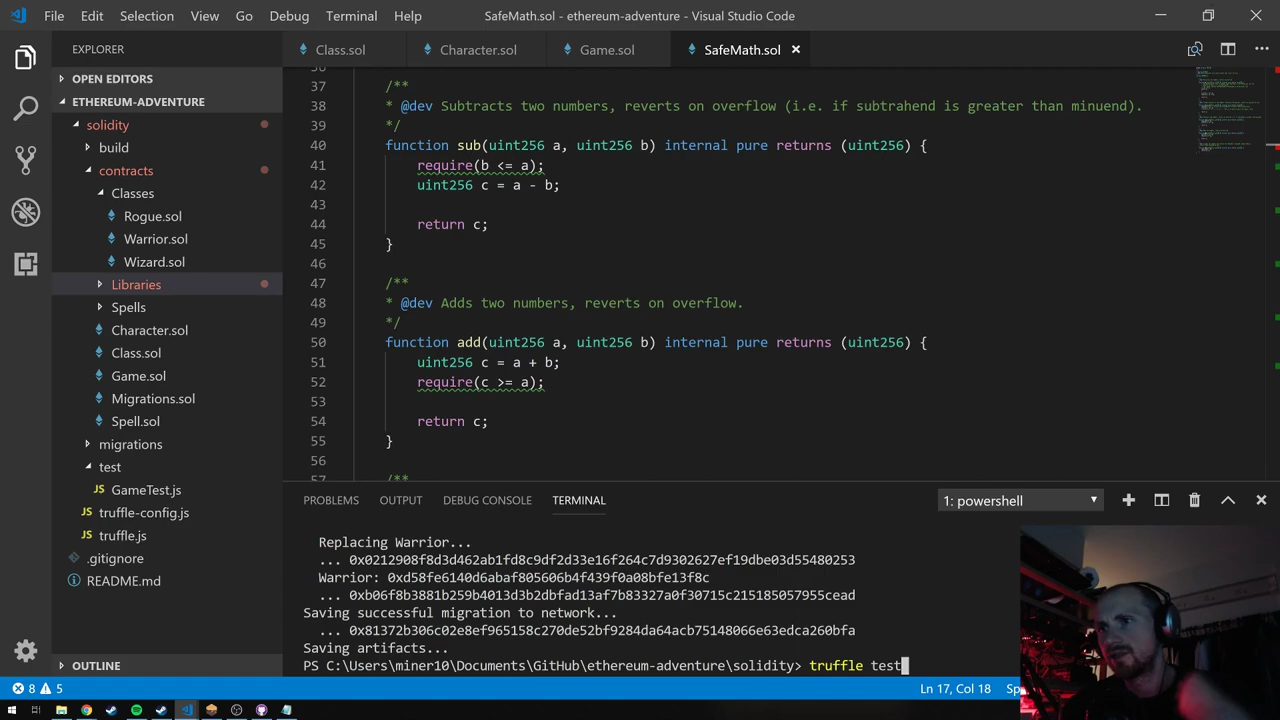 File Edit Selection View Go Debug Terminal Help SafeMath.sol - ethereum-adventure - Visual Studio Code
EXPLORER
OPEN EDITORS
ETHEREUM-ADVENTURE
solidity
build
contracts
Classes
Rogue.sol
Warrior.sol
Wizard.sol
Libraries
Spells
Character.sol
Class.sol
Game.sol
Migrations.sol
Spell.sol
migrations
test
JS GameTest.js
JS truffle-config.js
JS truffle.js
.gitignore
README.md
OUTLINE
Class.sol Character.sol Game.sol SafeMath.sol
36
37 /**
38 * @dev Subtracts two numbers, reverts on overflow (i.e. if subtrahend is greater than minuend).
39 */
40 function sub(uint256 a, uint256 b) internal pure returns (uint256) {
41 require(b <= a);
42 uint256 c = a - b;
43
44 return c;
45 }
46
47 /**
48 * @dev Adds two numbers, reverts on overflow.
49 */
50 function add(uint256 a, uint256 b) internal pure returns (uint256) {
51 uint256 c = a + b;
52 require(c >= a);
53
54 return c;
55 }
56
57 /**
PROBLEMS OUTPUT DEBUG CONSOLE TERMINAL 1: powershell
Replacing Warrior...
... 0x0212908f8d3d462ab1fd8c9df2d33e16f264c7d9302627ef19dbe03d55480253
Warrior: 0xd58fe6140d6abaf805606b4f439f0a08bfe13f8c
... 0xb06f8b3881b259b4013d3b2dbfad13af7b83327a0f30715c215185057955cead
Saving successful migration to network...
... 0x81372b306c02e8ef965158c270de52bf9284da64acb75148066e63edca260bfa
Saving artifacts...
PS C:\Users\miner10\Documents\GitHub\ethereum-adventure\solidity> truffle test
8 5 Ln 17, Col 18